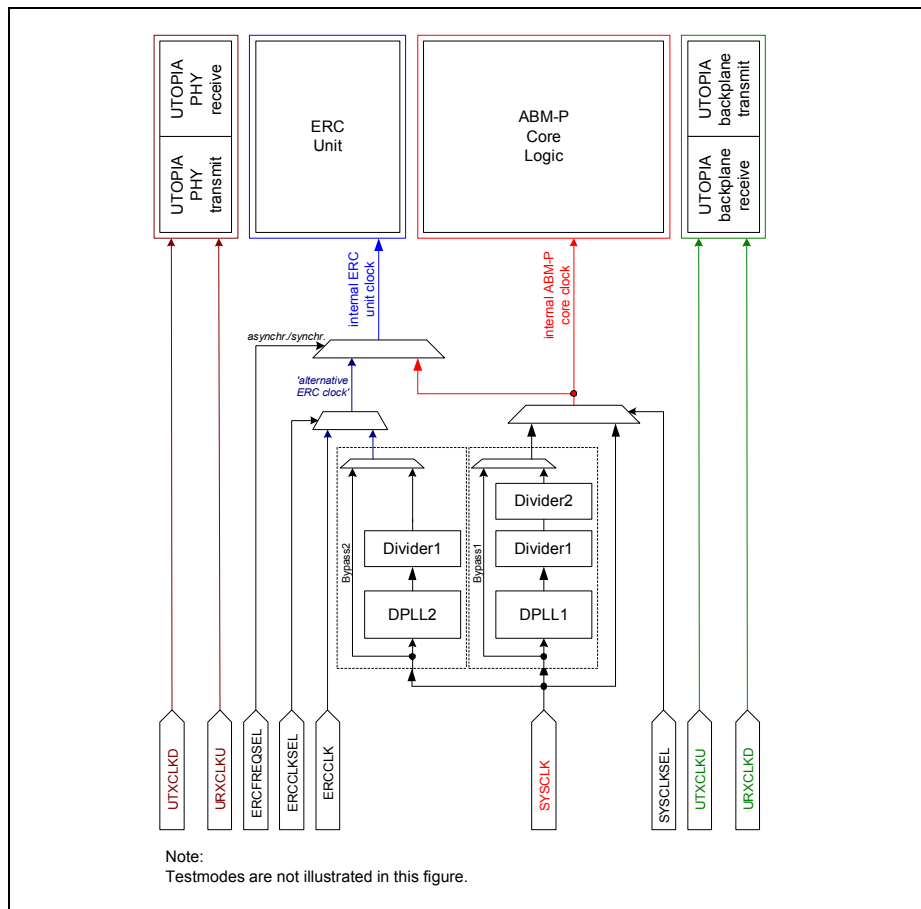 UTOPIA
PHY
receive
UTOPIA
PHY
transmit
ERC
Unit
ABM-P
Core
Logic
UTOPIA
backplane
transmit
UTOPIA
backplane
receive
internal ERC
unit clock
internal ABM-P
core clock
asynchr./synchr.
'alternative
ERC clock'
Bypass2
Divider1
DPLL2
Bypass1
Divider2
Divider1
DPLL1
UTXCLKD
URXCLKU
ERCFREQSEL
ERCCLKSEL
ERCCLK
SYSCLK
SYSCLKSEL
UTXCLKU
URXCLKD
Note:
Testmodes are not illustrated in this figure.